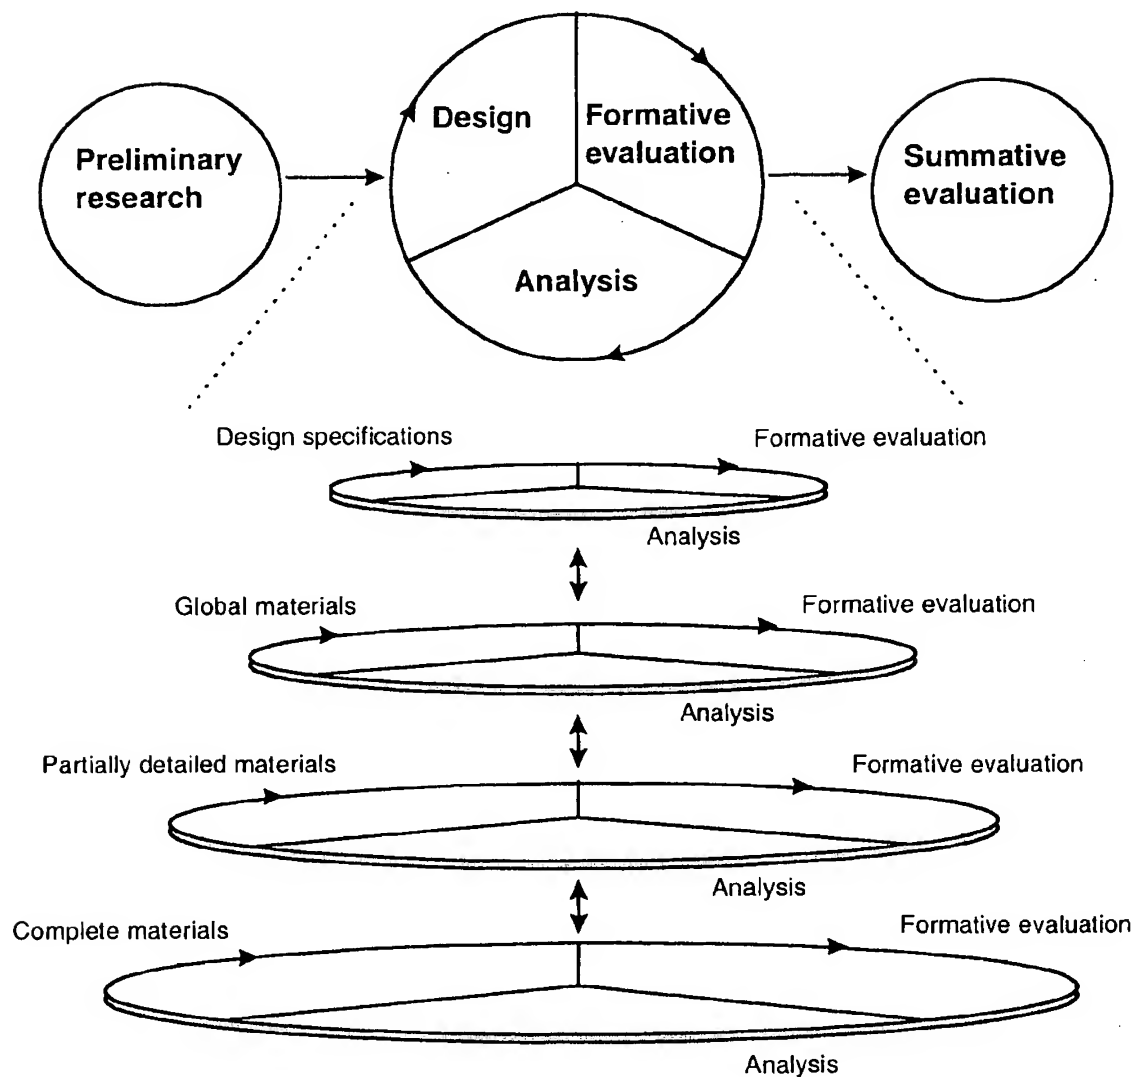 Preliminary
research
Design
Formative
evaluation
Analysis
Summative
evaluation
Design specifications
Formative evaluation
Analysis
Global materials
Formative evaluation
Analysis
Partially detailed materials
Formative evaluation
Analysis
Complete materials
Formative evaluation
Analysis